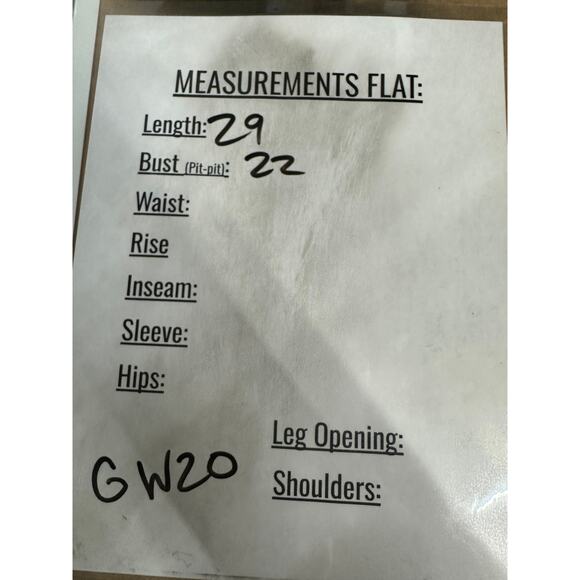 MEASUREMENTS FLAT:
Length: 29
Bust (Pit-pit): 22
Waist:
Rise
Inseam:
Sleeve:
Hips:
Leg Opening:
GW20
Shoulders: